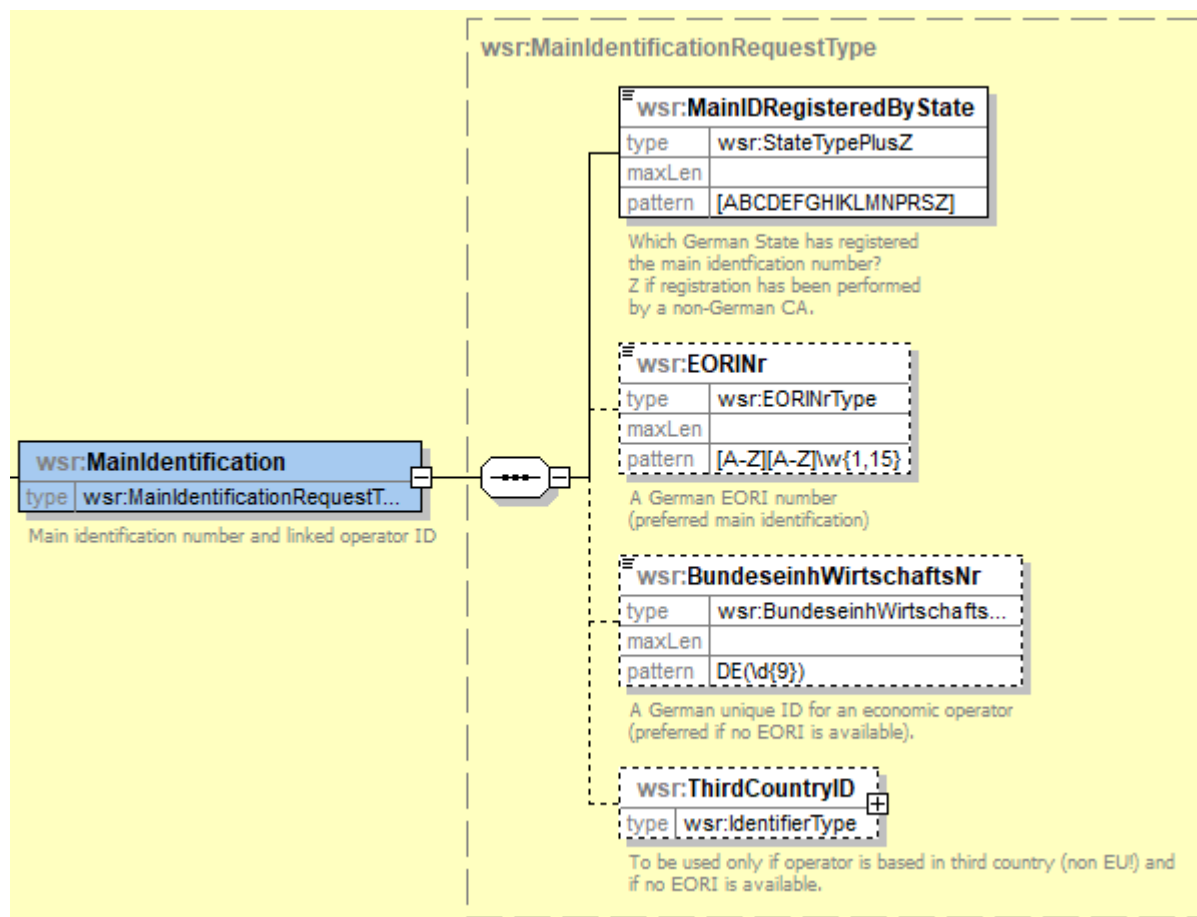 wsr:MainIdentificationRequestType
wsr:MainIDRegisteredByState
type wsr:StateTypePlusZ
maxLen
pattern [ABCDEFGHIKLMNPRSZ]
Which German State has registered
the main identfication number?
Z if registration has been performed
by a non-German CA.
wsr:EORINr
type wsr:EORINrType
maxLen
pattern [A-Z][A-Z]\w{1,15}
A German EORI number
(preferred main identification)
wsr:MainIdentification
type wsr:MainIdentificationRequestT...
Main identification number and linked operator ID
wsr:BundeseinhWirtschaftsNr
type wsr:BundeseinhWirtschafts...
maxLen
pattern DE(\d{9})
A German unique ID for an economic operator
(preferred if no EORI is available).
wsr:ThirdCountryID
type wsr:IdentifierType
To be used only if operator is based in third country (non EU!) and
if no EORI is available.